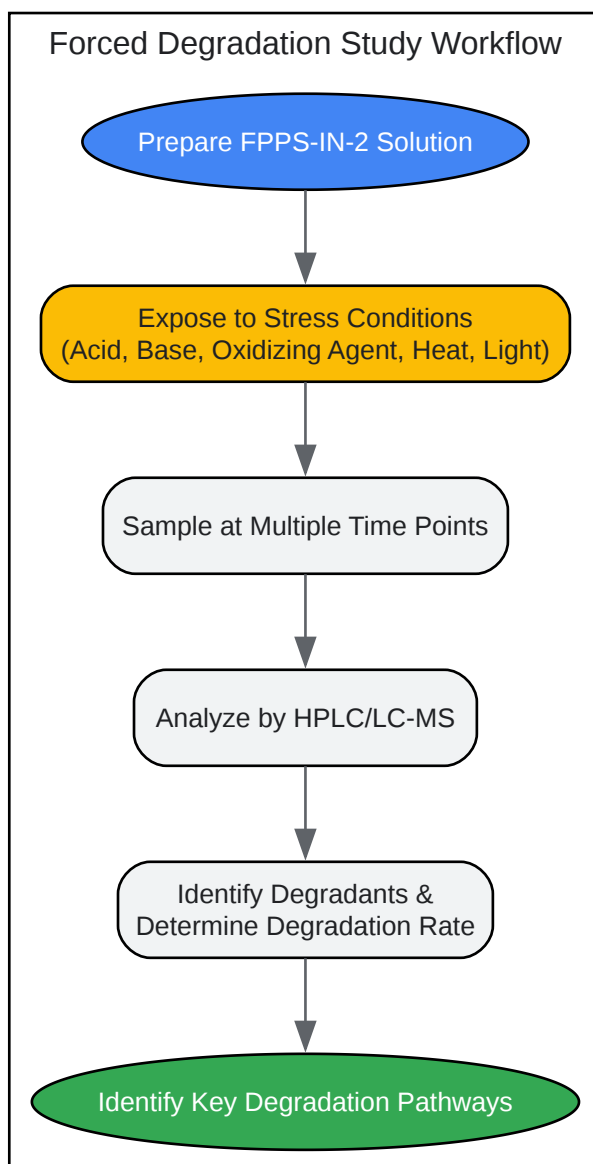 Forced Degradation Study Workflow
Prepare FPPS-IN-2 Solution
Expose to Stress Conditions
(Acid, Base, Oxidizing Agent, Heat, Light)
Sample at Multiple Time Points
Analyze by HPLC/LC-MS
Identify Degradants &
Determine Degradation Rate
Identify Key Degradation Pathways